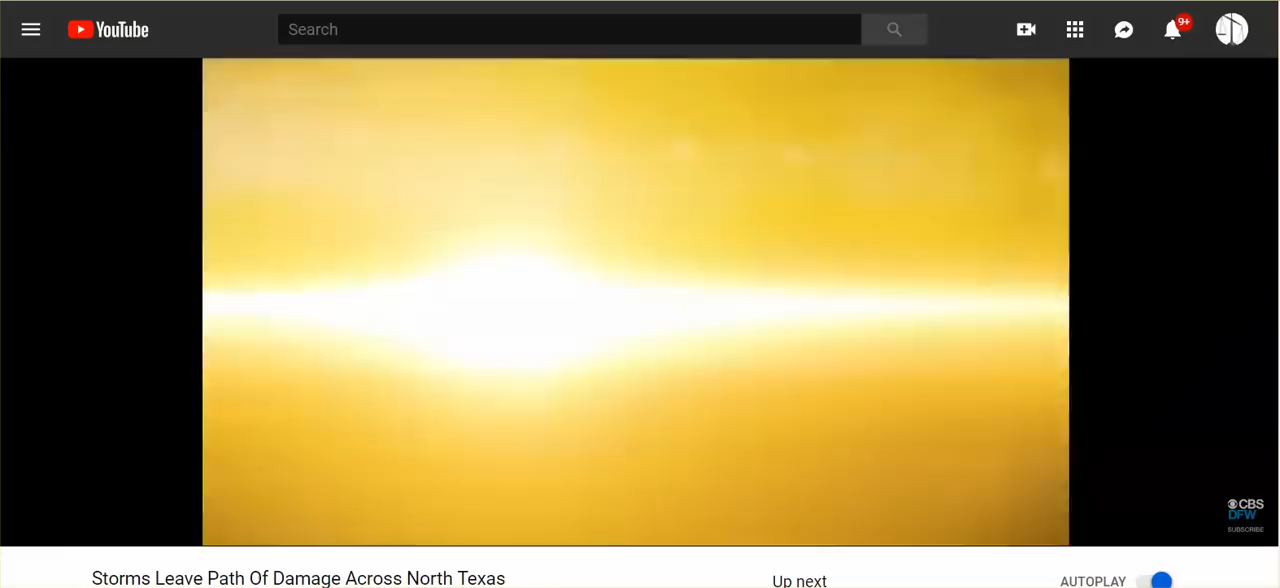 YouTube
Search
9+
CBS
DFW
SUBSCRIBE
Storms Leave Path Of Damage Across North Texas
Up next
AUTOPLAY